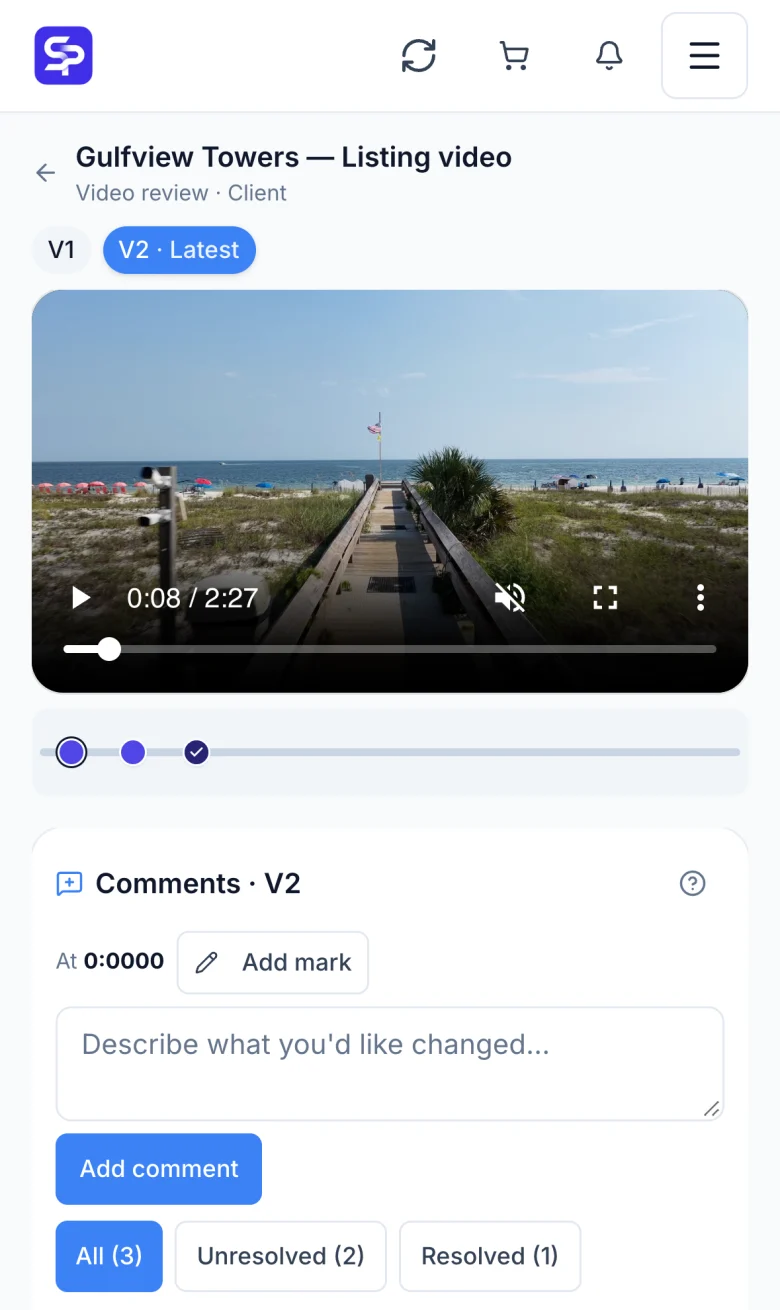 SP
Gulfview Towers — Listing video
Video review · Client
V1
V2 · Latest
0:08 / 2:27
Comments · V2
At 0:0000
Add mark
Describe what you'd like changed...
Add comment
All (3)
Unresolved (2)
Resolved (1)